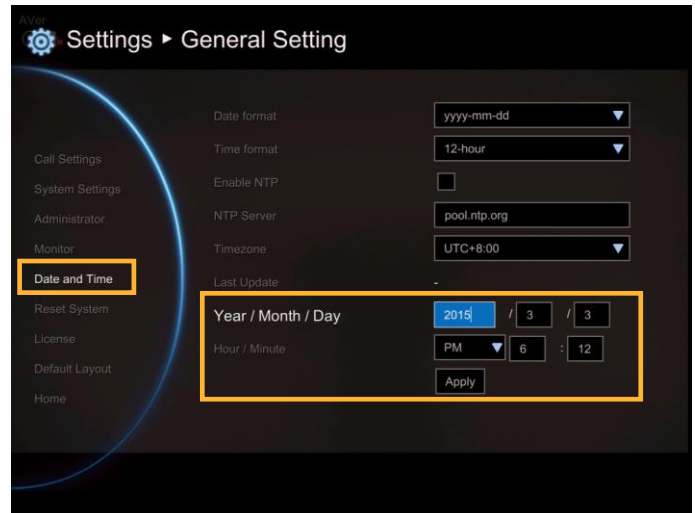 AVer
Settings ► General Setting
Date format yyyy-mm-dd ▼
Time format 12-hour ▼
Enable NTP
NTP Server pool.ntp.org
Timezone UTC+8:00 ▼
Last Update -
Year / Month / Day 2015 / 3 / 3
Hour / Minute PM ▼ 6 : 12
Apply
Call Settings
System Settings
Administrator
Monitor
Date and Time
Reset System
License
Default Layout
Home